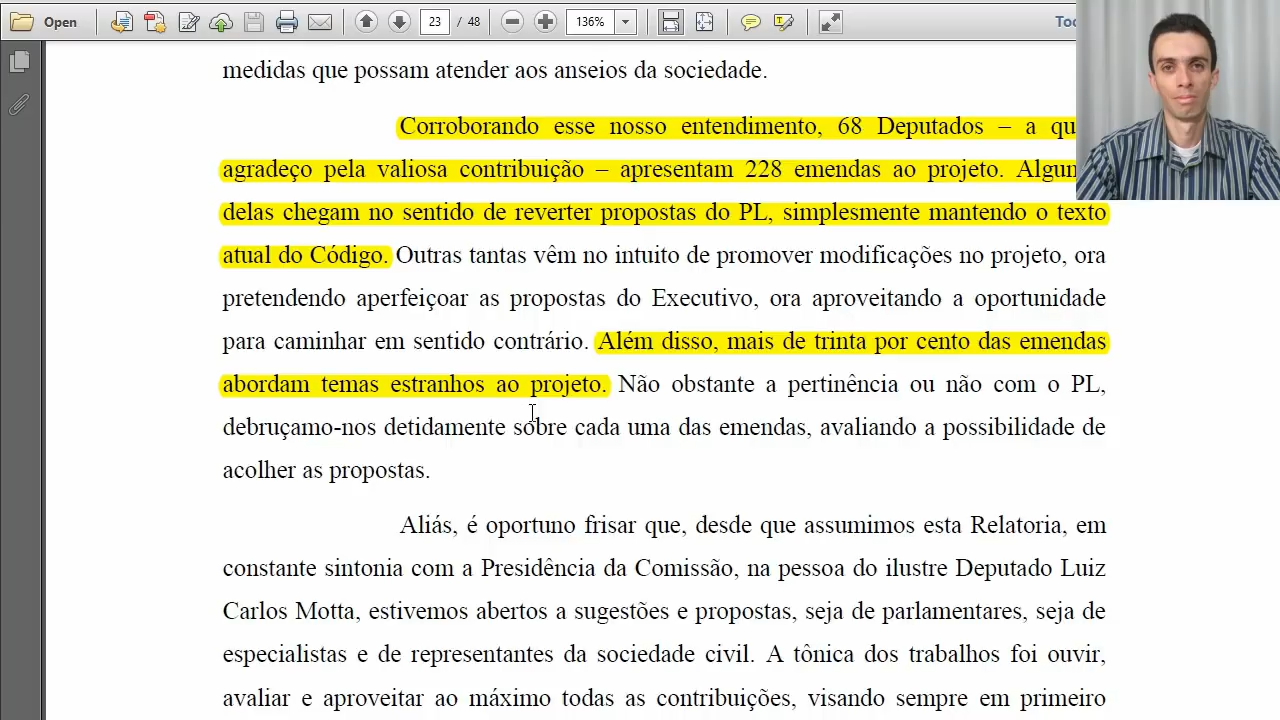 Open
23 / 48
136%
medidas que possam atender aos anseios da sociedade.
Corroborando esse nosso entendimento, 68 Deputados – a
agradeço pela valiosa contribuição – apresentam 228 emendas ao projeto.
delas chegam no sentido de reverter propostas do PL, simplesmente mantendo o texto
atual do Código. Outras tantas vêm no intuito de promover modificações no projeto, ora
pretendendo aperfeiçoar as propostas do Executivo, ora aproveitando a oportunidade
para caminhar em sentido contrário. Além disso, mais de trinta por cento das emendas
abordam temas estranhos ao projeto. Não obstante a pertinência ou não com o PL,
debruçamo-nos detidamente sobre cada uma das emendas, avaliando a possibilidade de
acolher as propostas.
Aliás, é oportuno frisar que, desde que assumimos esta Relatoria, em
constante sintonia com a Presidência da Comissão, na pessoa do ilustre Deputado Luiz
Carlos Motta, estivemos abertos a sugestões e propostas, seja de parlamentares, seja de
especialistas e de representantes da sociedade civil. A tônica dos trabalhos foi ouvir,
avaliar e aproveitar ao máximo todas as contribuições, visando sempre em primeiro